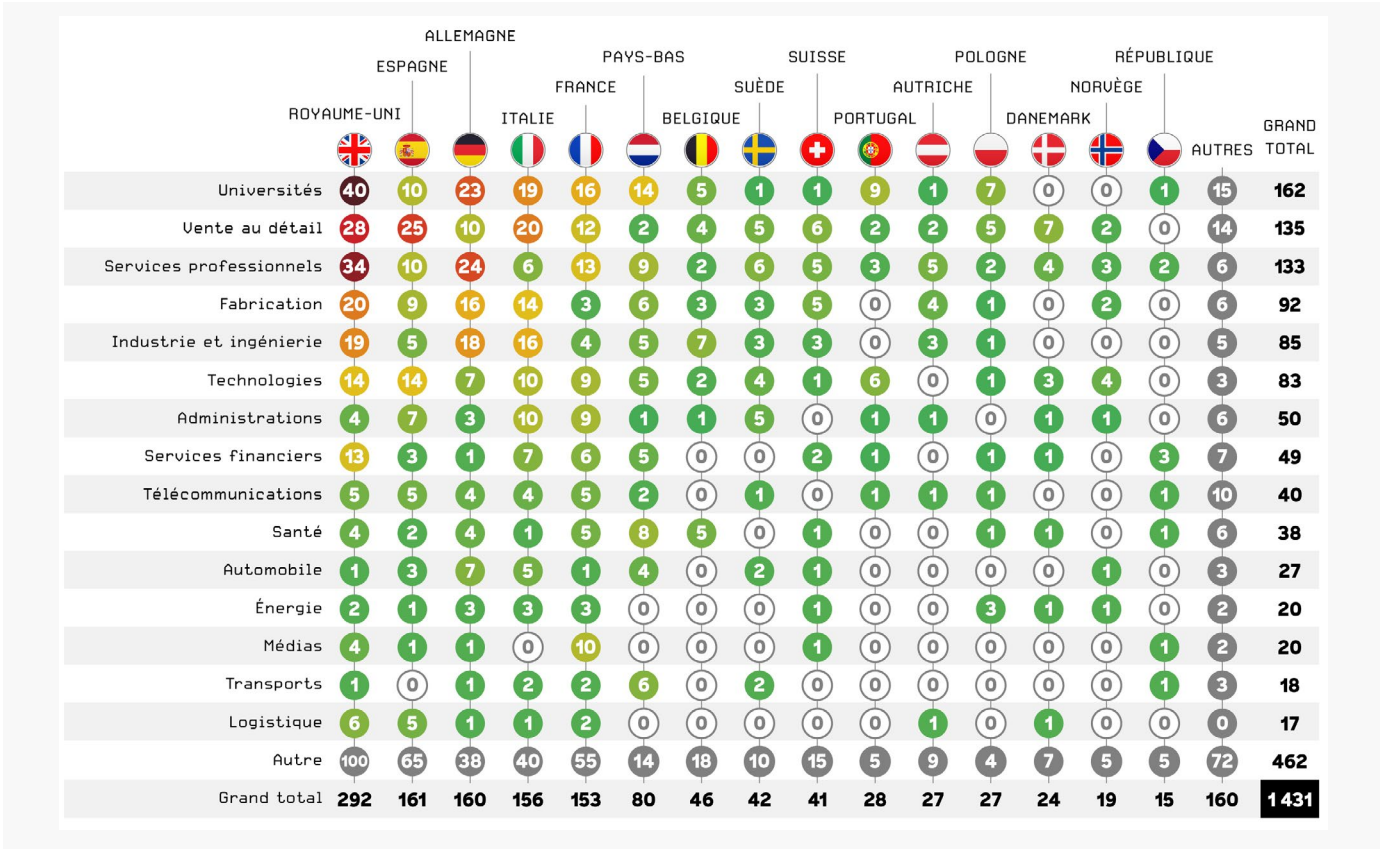 ALLEMAGNE
PAYS-BAS SUISSE POLOGNE RÉPUBLIQUE
ESPAGNE
FRANCE SUÈDE AUTRICHE NORVÈGE
ROYAUME-UNI ITALIE BELGIQUE PORTUGAL DANEMARK GRAND
AUTRES TOTAL
Universités 40 10 23 19 16 14 5 1 1 9 1 7 0 0 1 15 162
Vente au détail 28 25 10 20 12 2 4 5 6 2 2 5 7 2 0 14 135
Services professionnels 34 10 24 6 13 9 2 6 5 3 5 2 4 3 2 6 133
Fabrication 20 9 16 14 3 6 3 3 5 0 4 1 0 2 0 6 92
Industrie et ingénierie 19 5 18 16 4 5 7 3 3 0 3 1 0 0 0 5 85
Technologies 14 14 7 10 9 5 2 4 1 6 0 1 3 4 0 3 83
Administrations 4 7 3 10 9 1 1 5 0 1 1 0 1 1 0 6 50
Services financiers 13 3 1 7 6 5 0 0 2 1 0 1 1 0 3 7 49
Télécommunications 5 5 4 4 5 2 0 1 0 1 1 1 0 0 1 10 40
Santé 4 2 4 1 5 8 5 0 1 0 0 1 1 0 1 6 38
Automobile 1 3 7 5 1 4 0 2 1 0 0 0 0 1 0 3 27
Énergie 2 1 3 3 3 0 0 0 1 0 0 3 1 1 0 2 20
Médias 4 1 1 0 10 0 0 0 1 0 0 0 0 0 1 2 20
Transports 1 0 1 2 2 6 0 2 0 0 0 0 0 0 1 3 18
Logistique 6 5 1 1 2 0 0 0 0 0 1 0 1 0 0 0 17
Autre 100 65 38 40 55 14 18 10 15 5 9 4 7 5 5 72 462
Grand total 292 161 160 156 153 80 46 42 41 28 27 27 24 19 15 160 1 431